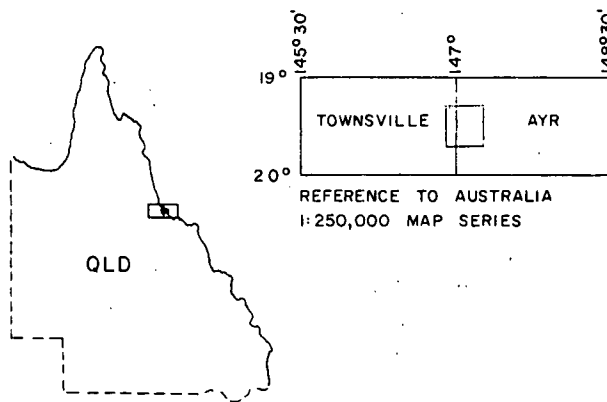 145° 30'
147°
148° 30'
19°
TOWNSVILLE
AYR
20°
REFERENCE TO AUSTRALIA
1: 250,000 MAP SERIES
QLD